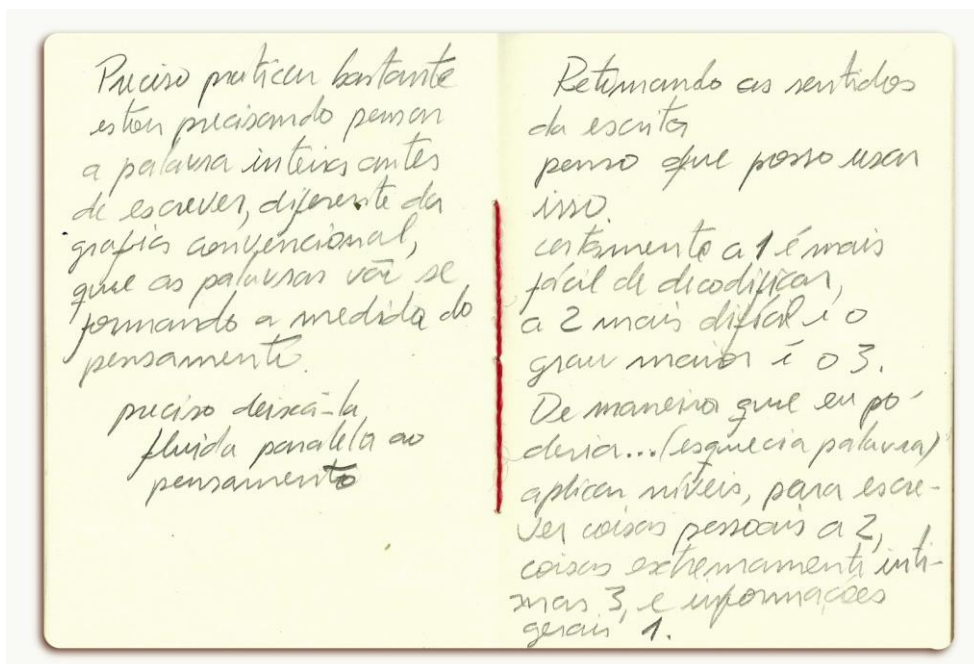 Preciso praticar bastante
estou precisando pensar
a palavra inteira antes
de escrever, diferente da
grafia convencional,
que as palavras vão se
formando a medida do
pensamento.
preciso deixá-la,
fluida paralela ao
pensamento
Retomando os sentidos
da escrita
penso que posso usar
isso.
certamente a 1 é mais
fácil de decodificar,
a 2 mais difícil e o
grau maior é o 3.
De maneira que eu po-
deria... (esqueci a palavra)
aplicar níveis, para escre-
ver coisas pessoais a 2,
coisas extremamente ínti-
mas 3, e informações
gerais 1.